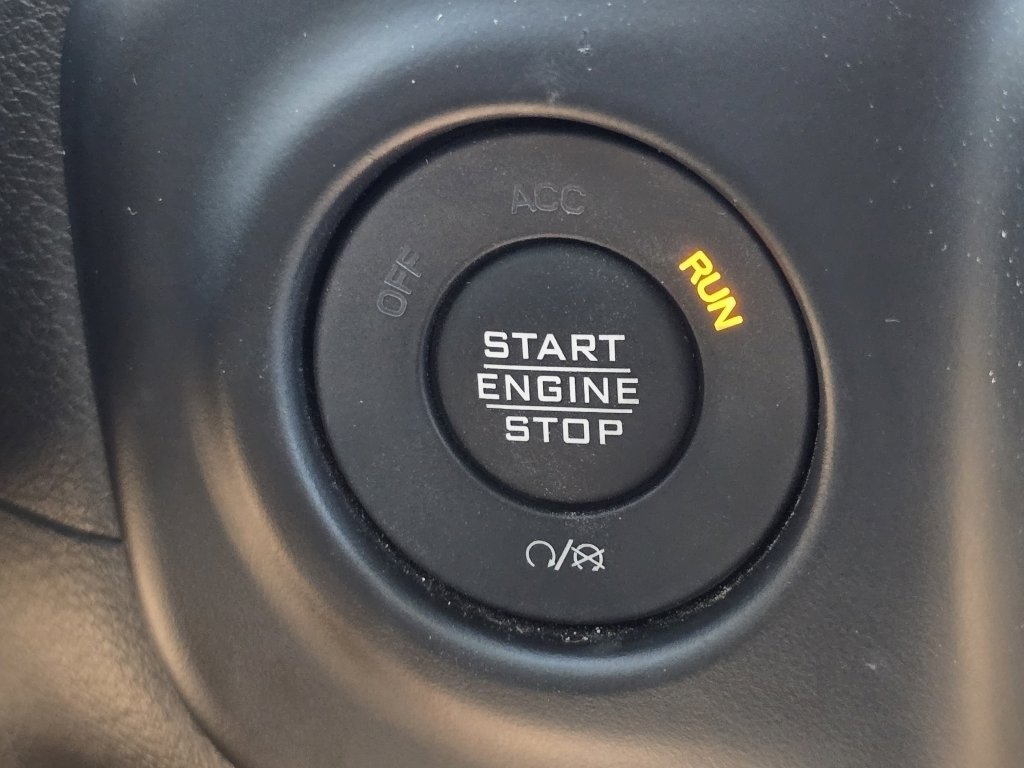 ACC
OFF
RUN
START
ENGINE
STOP